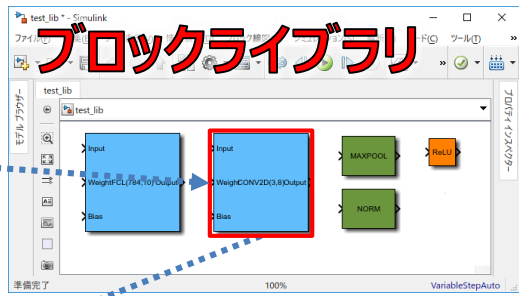 test_lib * - Simulink
ブロックライブラリ
ファイル(F)
ード(C) ツール(T) »
test_lib
test_lib
モデル ブラウザー
プロパティ インスペクター
Input
WeightFCL(784,10)Output
Bias
Input
WeighCONV2D(3,8)Output
Bias
MAXPOOL
NORM
ReLU
準備完了 100% VariableStepAuto